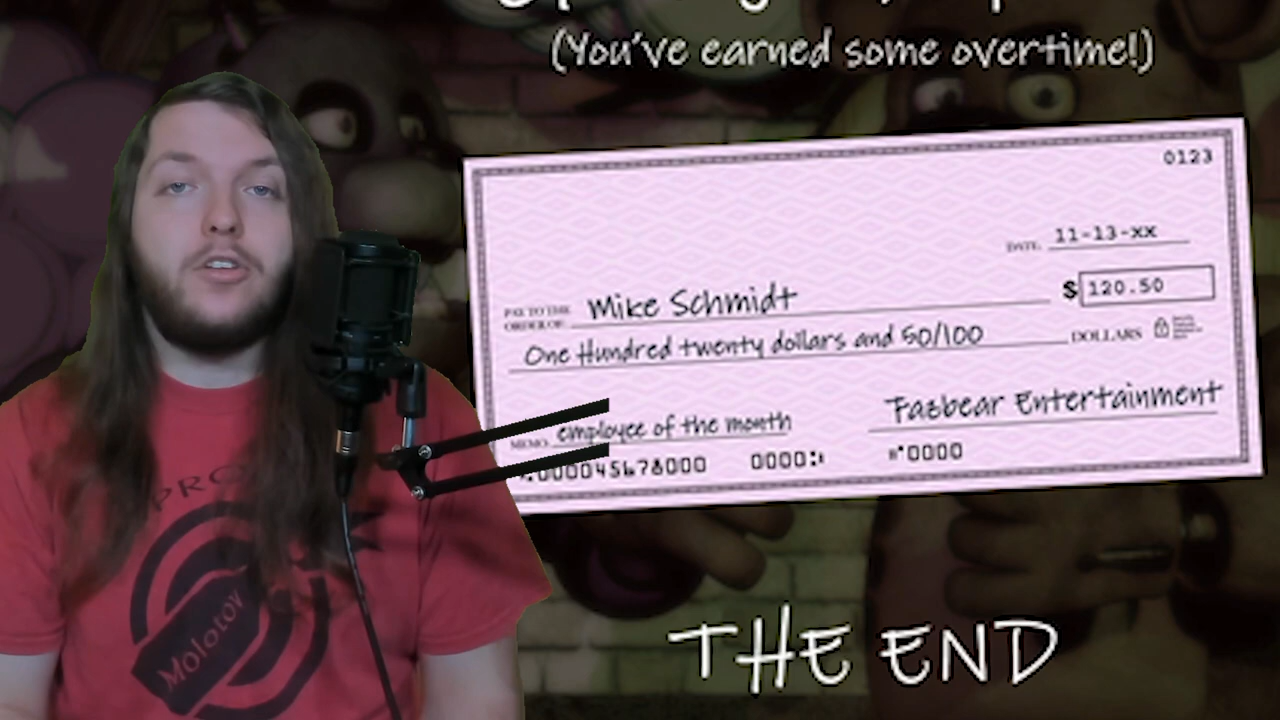 (You've earned some overtime!)
0123
DATE 11-13-xx
PAY TO THE
ORDER OF Mike Schmidt $ 120.50
One Hundred twenty dollars and 50/100 DOLLARS
MEMO employee of the month Fazbear Entertainment
000045678000 0000 0000
THE END
PRO
Molotov